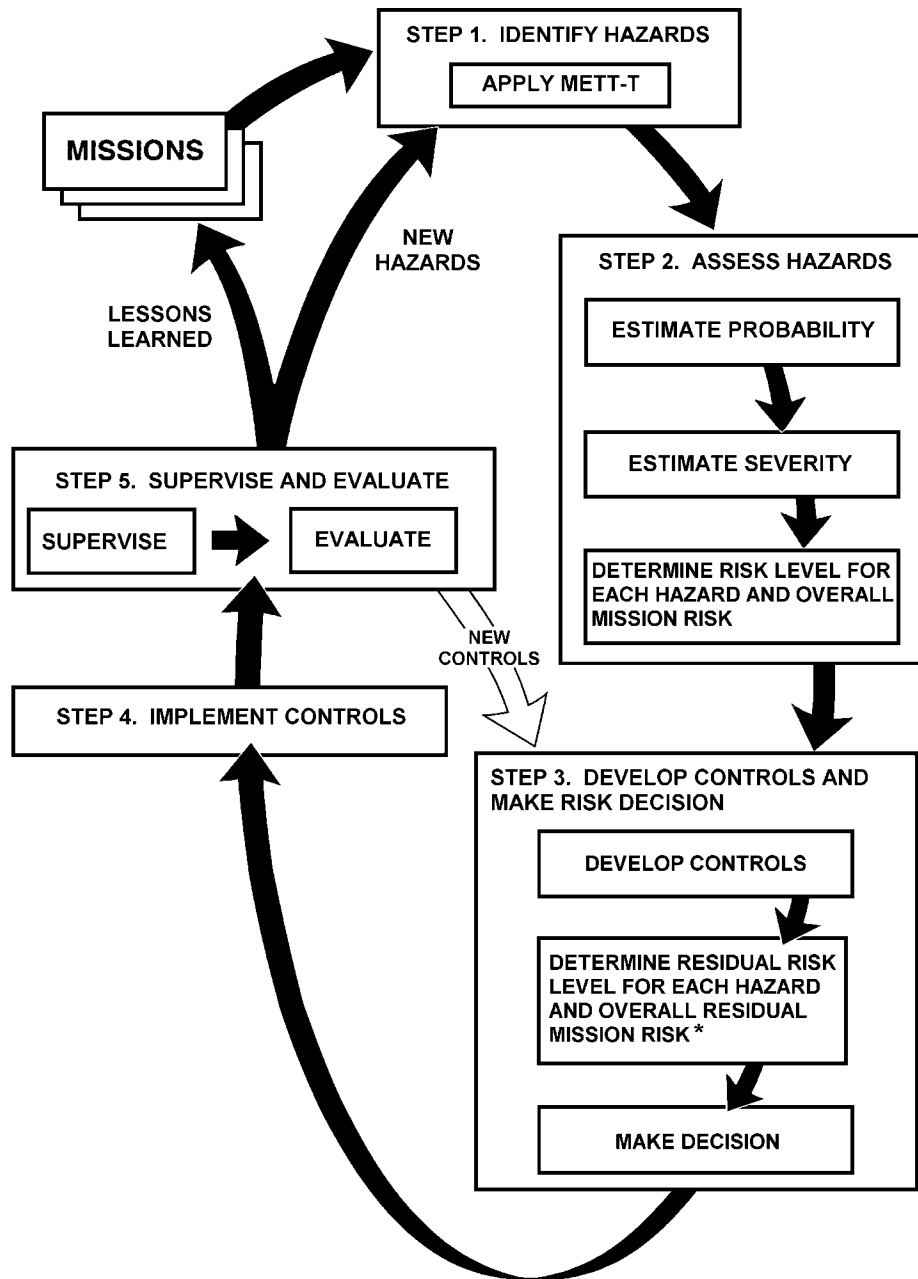 STEP 1. IDENTIFY HAZARDS
APPLY METT-T
MISSIONS
NEW
HAZARDS
LESSONS
LEARNED
STEP 2. ASSESS HAZARDS
ESTIMATE PROBABILITY
ESTIMATE SEVERITY
DETERMINE RISK LEVEL FOR
EACH HAZARD AND OVERALL
MISSION RISK
STEP 5. SUPERVISE AND EVALUATE
SUPERVISE
EVALUATE
NEW
CONTROLS
STEP 4. IMPLEMENT CONTROLS
STEP 3. DEVELOP CONTROLS AND
MAKE RISK DECISION
DEVELOP CONTROLS
DETERMINE RESIDUAL RISK
LEVEL FOR EACH HAZARD
AND OVERALL RESIDUAL
MISSION RISK*
MAKE DECISION